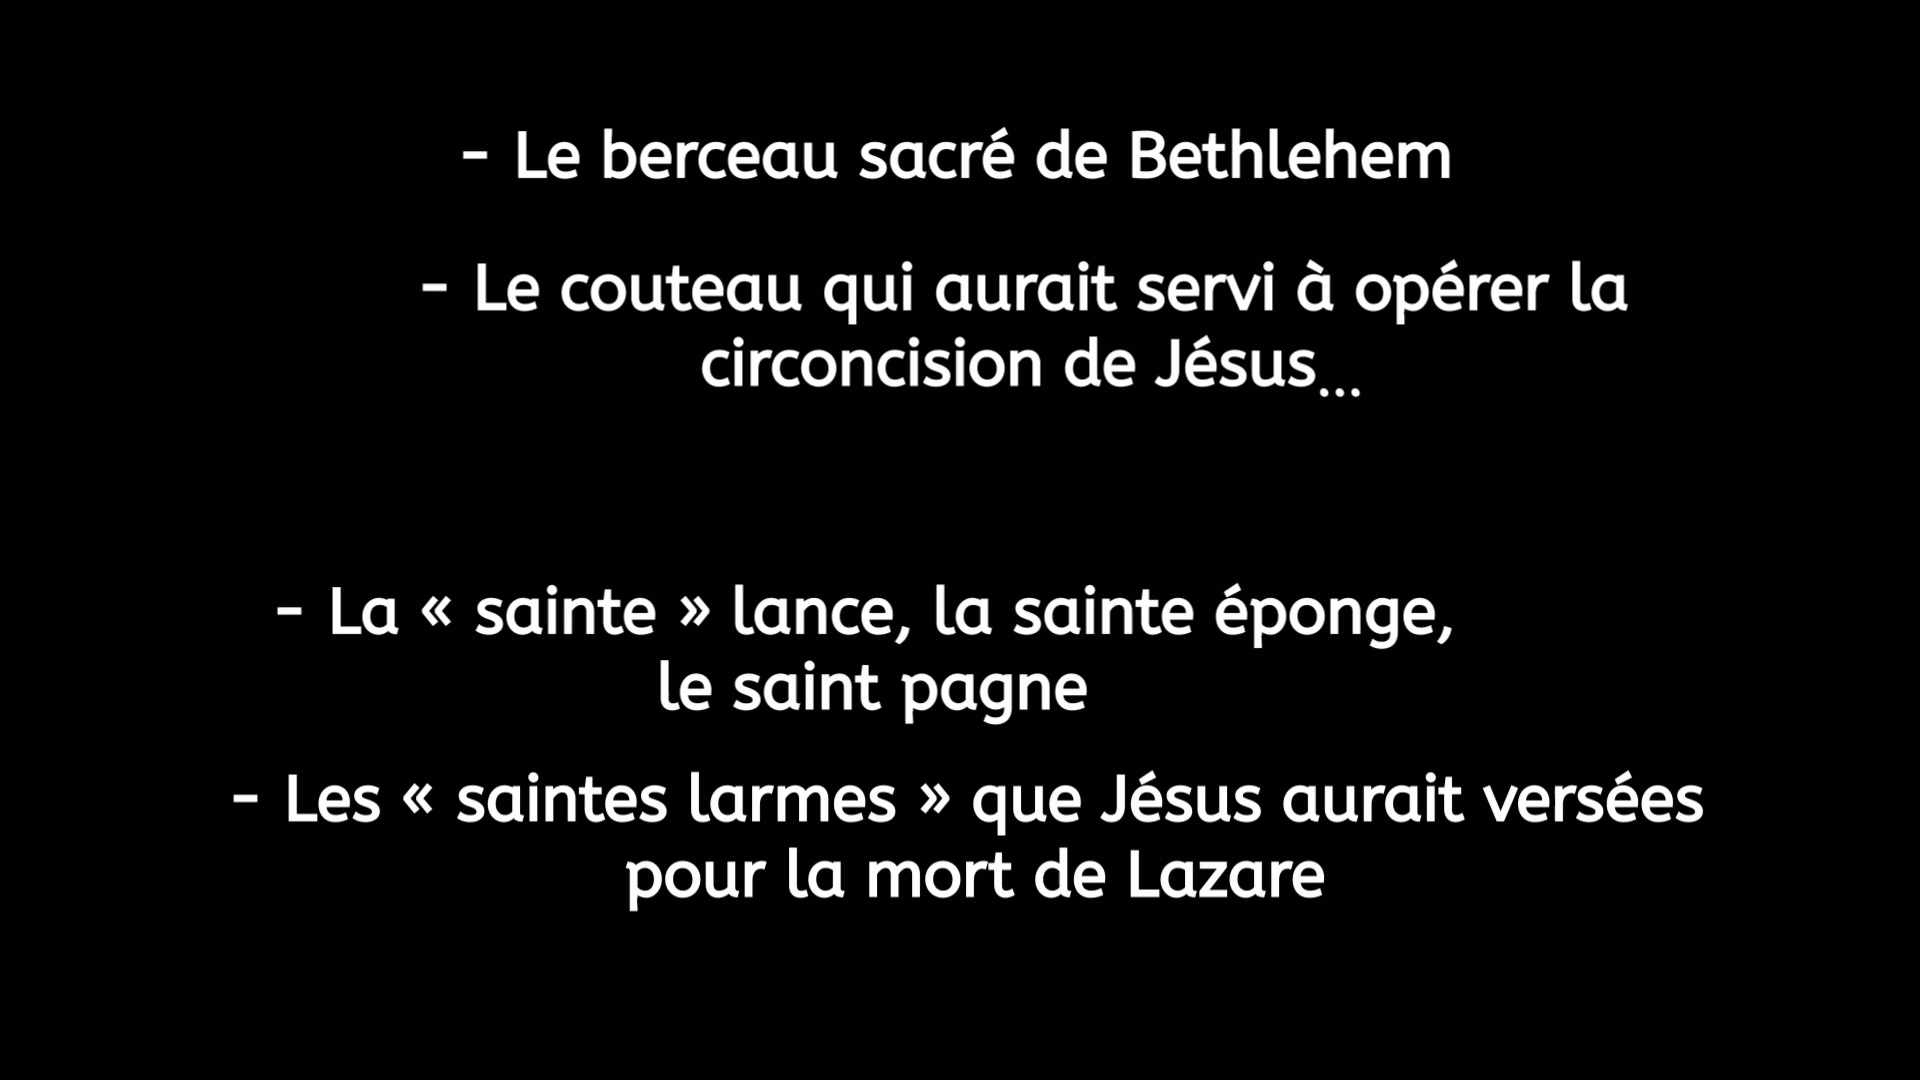 - Le berceau sacré de Bethlehem
- Le couteau qui aurait servi à opérer la
circoncision de Jésus...
- La « sainte » lance, la sainte éponge,
le saint pagne
- Les « saintes larmes » que Jésus aurait versées
pour la mort de Lazare